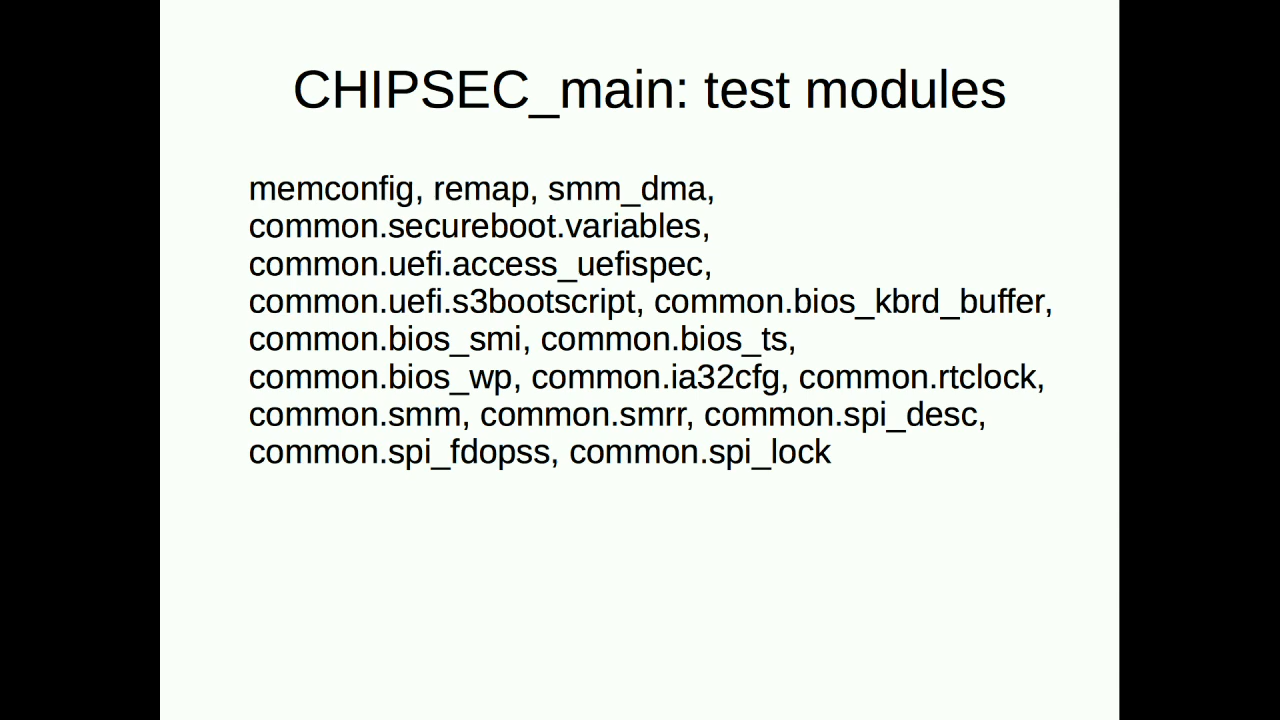 CHIPSEC_main: test modules
memconfig, remap, smm_dma,
common.secureboot.variables,
common.uefi.access_uefispec,
common.uefi.s3bootscript, common.bios_kbrd_buffer,
common.bios_smi, common.bios_ts,
common.bios_wp, common.ia32cfg, common.rtclock,
common.smm, common.smrr, common.spi_desc,
common.spi_fdopss, common.spi_lock